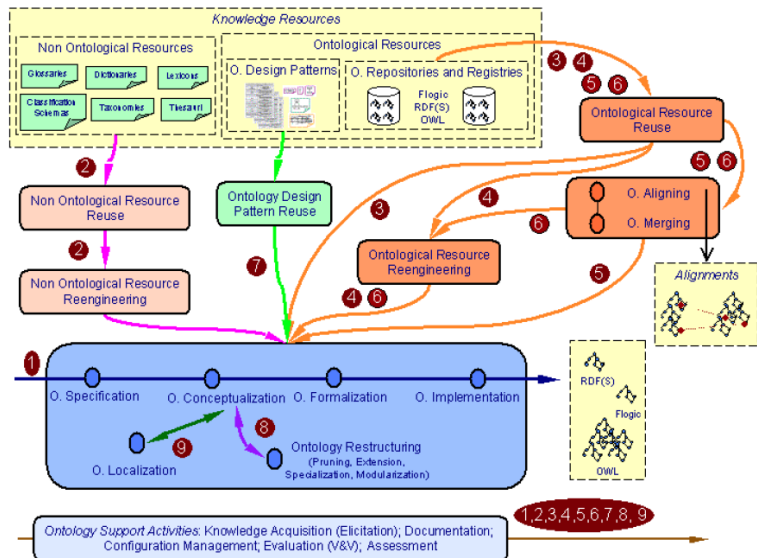 Knowledge Resources
Non Ontological Resources
Glossaries
Dictionaries
Lexicons
Classification
Schemas
Taxonomies
Thesauri
Ontological Resources
O. Design Patterns
O. Repositories and Registries
Flogic
RDF(S)
OWL
3
4
5
6
Ontological Resource
Reuse
5
6
2
Non Ontological Resource
Reuse
2
Non Ontological Resource
Reengineering
Ontology Design
Pattern Reuse
7
3
4
6
O. Aligning
O. Merging
Ontological Resource
Reengineering
4
6
5
Alignments
1
O. Specification
O. Conceptualization
O. Formalization
O. Implementation
9
8
O. Localization
Ontology Restructuring
(Pruning, Extension,
Specialization, Modularization)
RDF(S)
Flogic
OWL
1,2,3,4,5,6,7,8, 9
Ontology Support Activities: Knowledge Acquisition (Elicitation); Documentation;
Configuration Management; Evaluation (V&V); Assessment